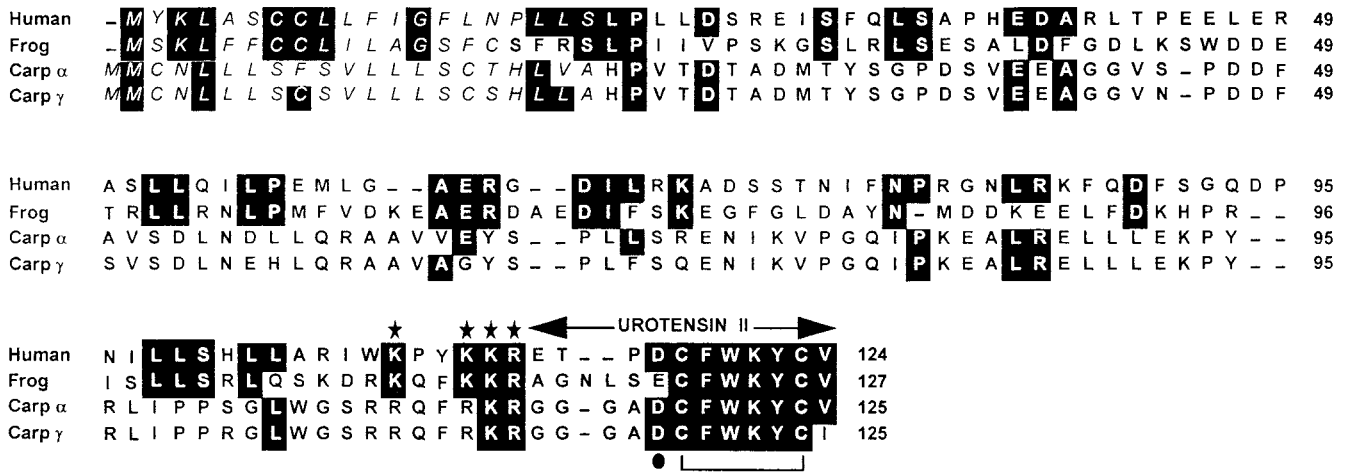 Human – M Y K L A S C C L L F I G F L N P L L S L P L L D S R E I S F Q L S A P H E D A R L T P E E L E R 49
Frog – M S K L F F C C L I L A G S F C S F R S L P I I V P S K G S L R L S E S A L D F G D L K S W D D E 49
Carp α M M C N L L L S F S V L L L S C T H L V A H P V T D T A D M T Y S G P D S V E E A G G V S – P D D F 49
Carp γ M M C N L L L S C S V L L L S C S H L L A H P V T D T A D M T Y S G P D S V E E A G G V N – P D D F 49
Human A S L L Q I L P E M L G – – A E R G – – D I L R K A D S S T N I F N P R G N L R K F Q D F S G Q D P 95
Frog T R L L R N L P M F V D K E A E R D A E D I F S K E G F G L D A Y N – M D D K E E L F D K H P R – – 96
Carp α A V S D L N D L L Q R A A V V E Y S – – P L L S R E N I K V P G Q I P K E A L R E L L L E K P Y – – 95
Carp γ S V S D L N E H L Q R A A V A G Y S – – P L F S Q E N I K V P G Q I P K E A L R E L L L E K P Y – – 95
★ ★ ★ ★ UROTENSIN II
Human N I L L S H L L A R I W K P Y K K R E T – – P D C F W K Y C V 124
Frog I S L L S R L Q S K D R K Q F K K R A G N L S E C F W K Y C V 127
Carp α R L I P P S G L W G S R R Q F R K R G G – G A D C F W K Y C V 125
Carp γ R L I P P R G L W G S R R Q F R K R G G – G A D C F W K Y C I 125